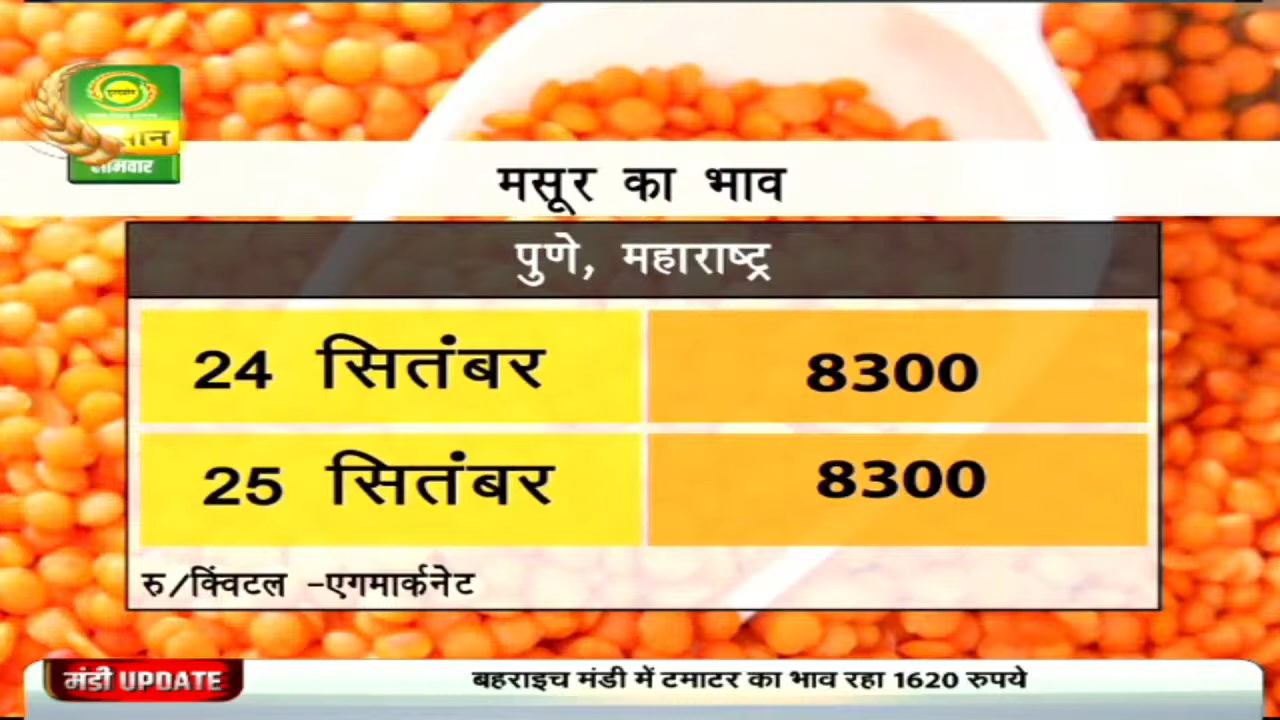 सोमवार
मसूर का भाव
पुणे, महाराष्ट्र
24 सितंबर 8300
25 सितंबर 8300
रु/क्विंटल -एगमार्कनेट
मंडी UPDATE बहराइच मंडी में टमाटर का भाव रहा 1620 रुपये